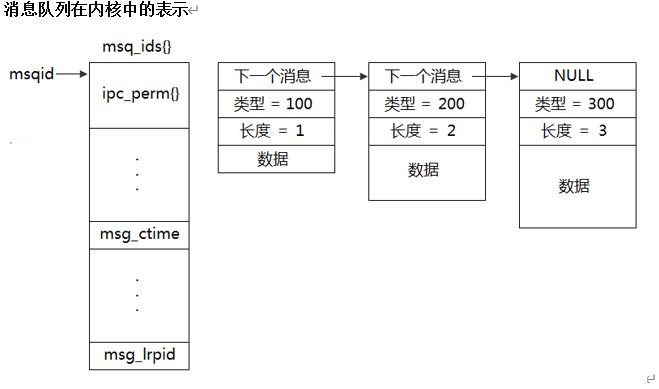 消息队列在内核中的表示
msq_ids{}
msqid
ipc_perm{}
.
.
.
msg_ctime
.
.
.
msg_lrpid
下一个消息
类型 = 100
长度 = 1
数据
下一个消息
类型 = 200
长度 = 2
数据
NULL
类型 = 300
长度 = 3
数据